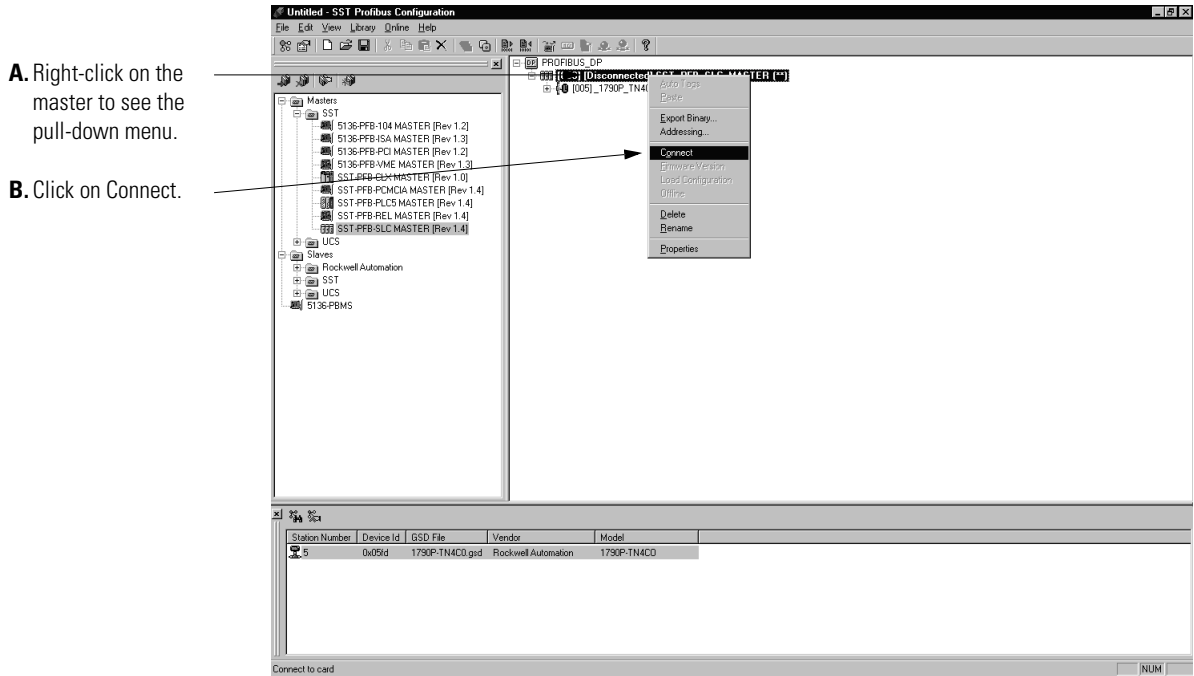 A. Right-click on the
master to see the
pull-down menu.
B. Click on Connect.
Untitled - SST Profibus Configuration
File Edit View Library Online Help
Masters
SST
5136-PFB-104 MASTER [Rev 1.2]
5136-PFB-ISA MASTER [Rev 1.3]
5136-PFB-PCI MASTER [Rev 1.2]
5136-PFB-VME MASTER [Rev 1.3]
SST-PFB-CLX MASTER [Rev 1.0]
SST-PFB-PCMCIA MASTER [Rev 1.4]
SST-PFB-PLC5 MASTER [Rev 1.4]
SST-PFB-REL MASTER [Rev 1.4]
SST-PFB-SLC MASTER [Rev 1.4]
UCS
Slaves
Rockwell Automation
SST
UCS
5136-PBMS
DP PROFIBUS_DP
[Disconnected] SST_PFB_SLC_MASTER (**)
[005] _1790P_TN4
Auto Tags
Paste
Export Binary...
Addressing...
Connect
Firmware Version
Load Configuration
Offline
Delete
Rename
Properties
Station Number Device Id GSD File Vendor Model
5 0x05fd 1790P-TN4C0.gsd Rockwell Automation 1790P-TN4CO
Connect to card
NUM